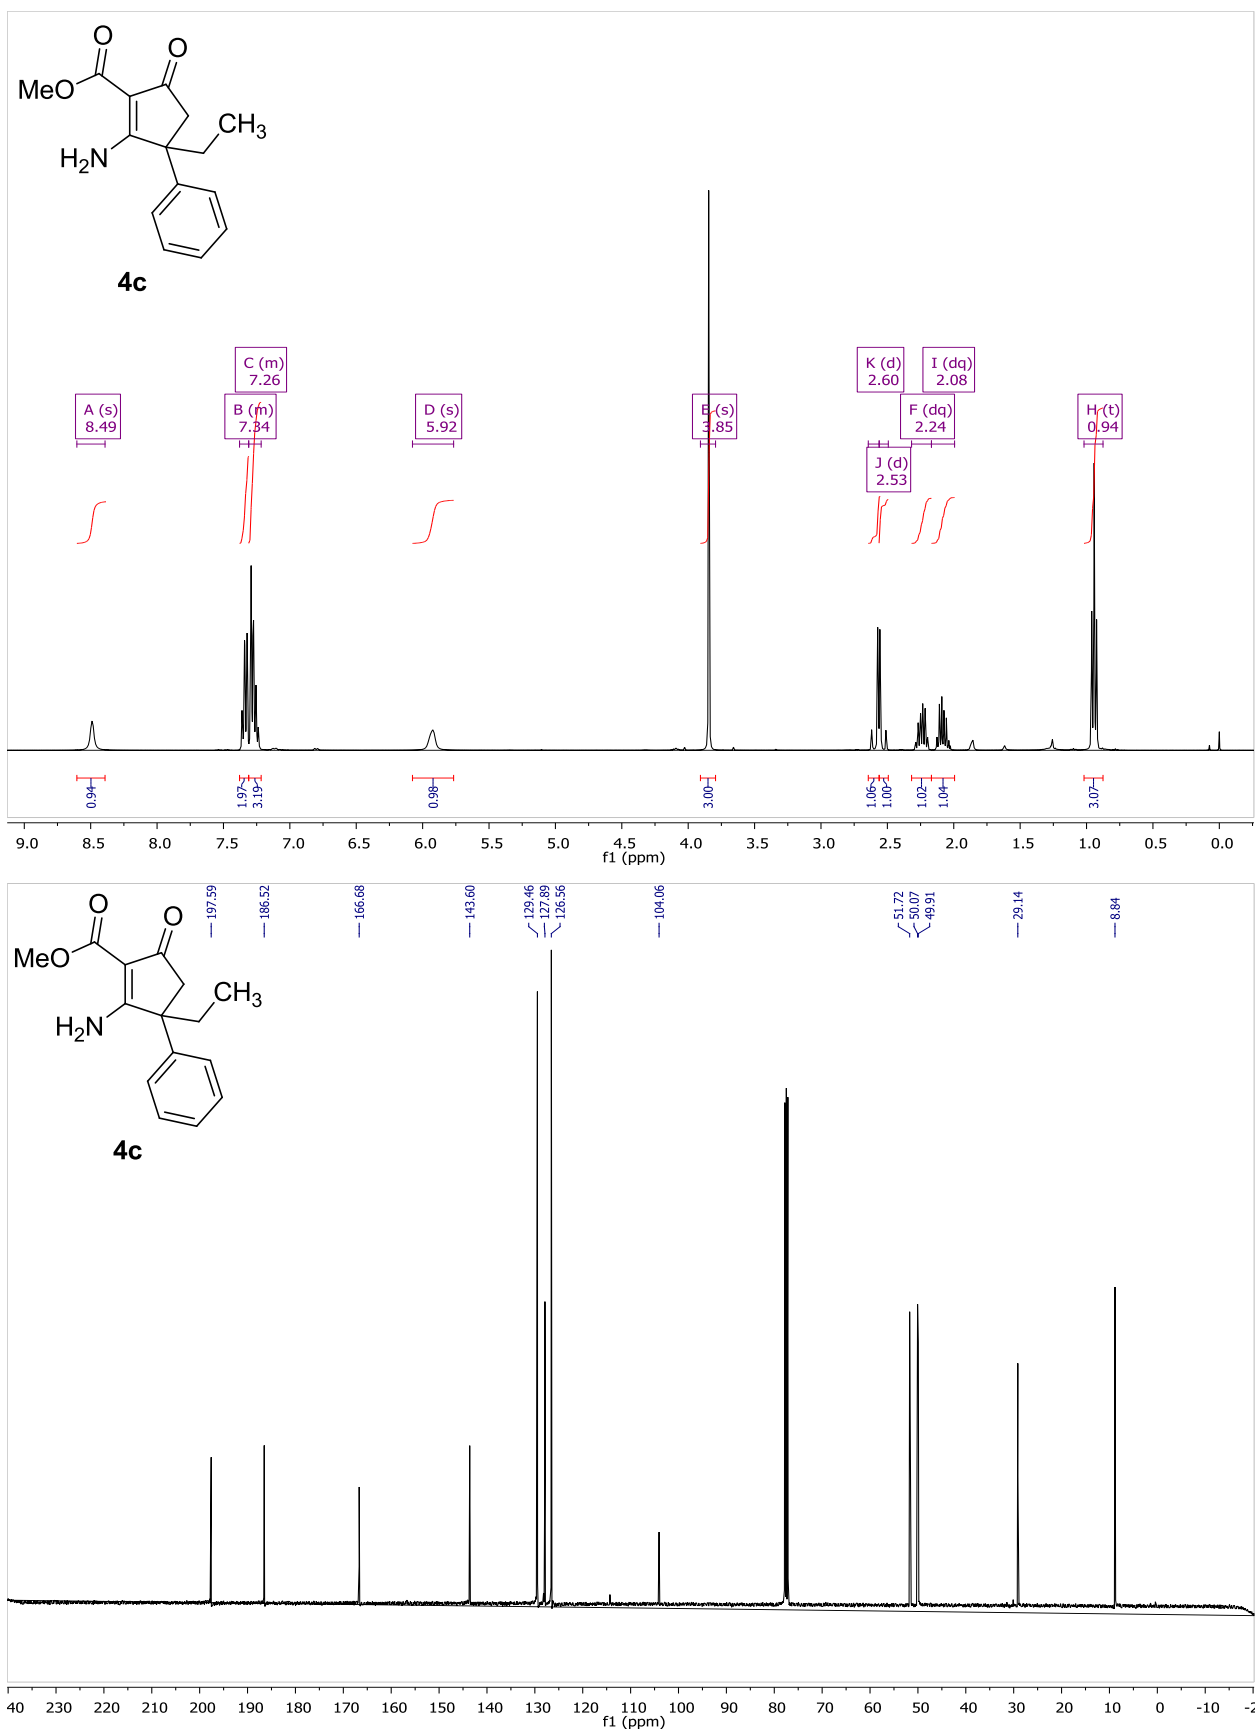 O
O
MeO
CH3
H2N
4c
C (m)
7.26
K (d)
2.60
I (dq)
2.08
A (s)
8.49
B (m)
7.34
D (s)
5.92
E (s)
3.85
F (dq)
2.24
H (t)
0.94
J (d)
2.53
0.94
1.97
3.19
0.98
3.00
1.06
1.00
1.02
1.04
3.07
9.0 8.5 8.0 7.5 7.0 6.5 6.0 5.5 5.0 4.5 4.0 3.5 3.0 2.5 2.0 1.5 1.0 0.5 0.0
f1 (ppm)
197.59
186.52
166.68
143.60
129.46
127.89
126.56
104.06
51.72
50.07
49.91
29.14
8.84
O
O
MeO
CH3
H2N
4c
40 230 220 210 200 190 180 170 160 150 140 130 120 110 100 90 80 70 60 50 40 30 20 10 0 -10 -2
f1 (ppm)